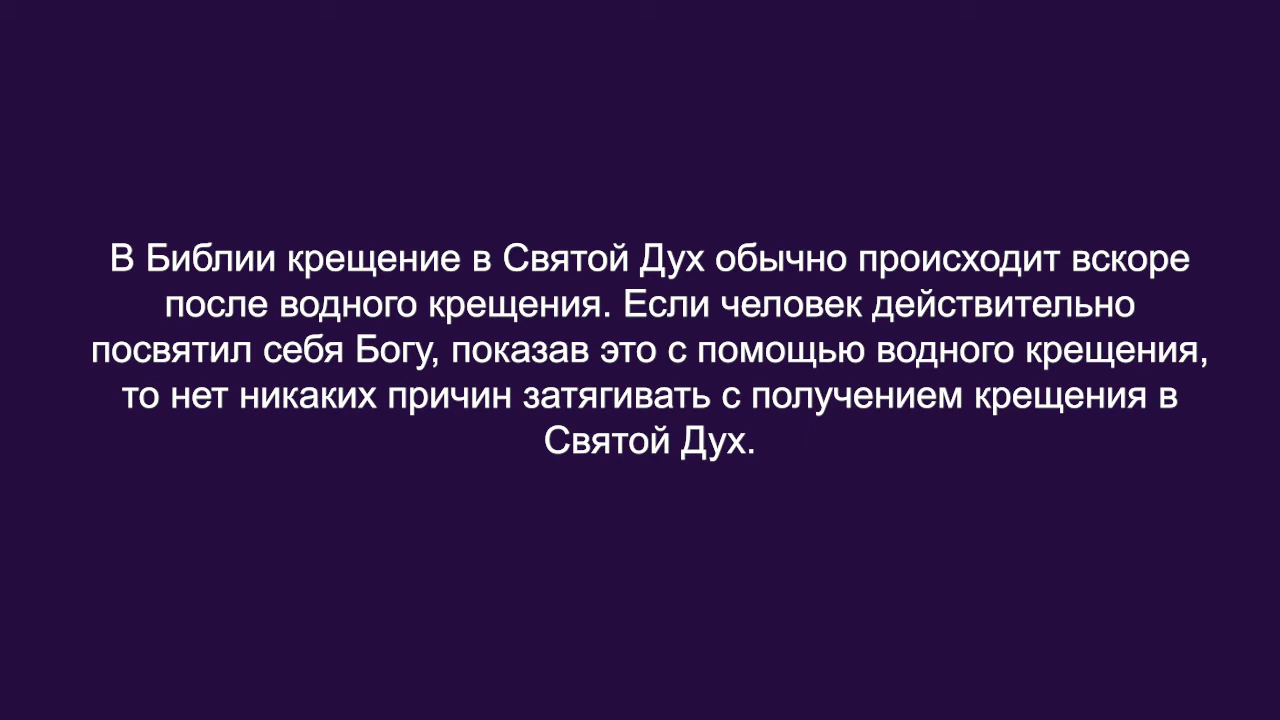 В Библии крещение в Святой Дух обычно происходит вскоре
после водного крещения. Если человек действительно
посвятил себя Богу, показав это с помощью водного крещения,
то нет никаких причин затягивать с получением крещения в
Святой Дух.